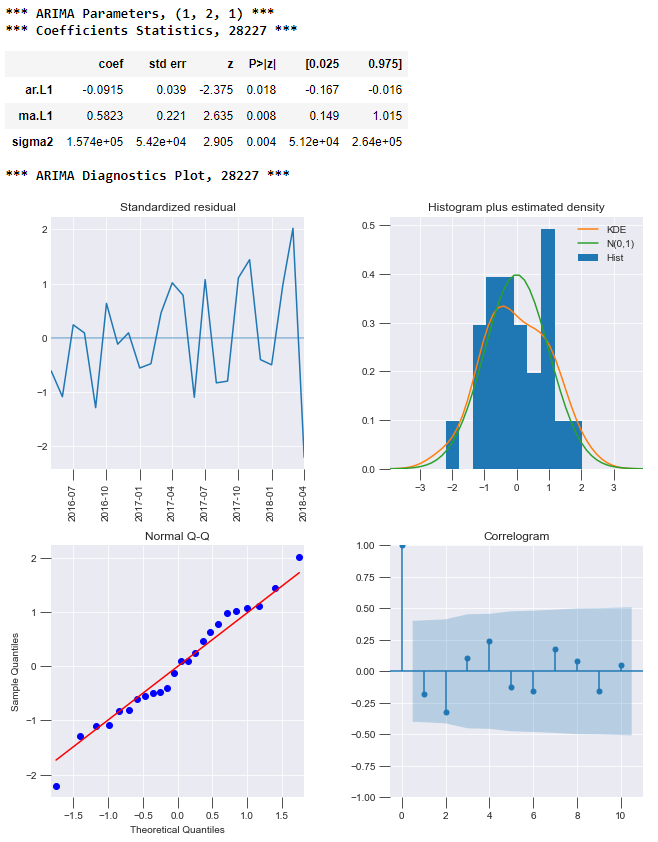 *** ARIMA Parameters, (1, 2, 1) ***
*** Coefficients Statistics, 28227 ***
coef std err z P>|z| [0.025 0.975]
ar.L1 -0.0915 0.039 -2.375 0.018 -0.167 -0.016
ma.L1 0.5823 0.221 2.635 0.008 0.149 1.015
sigma2 1.574e+05 5.42e+04 2.905 0.004 5.12e+04 2.64e+05
*** ARIMA Diagnostics Plot, 28227 ***
Standardized residual
2
1
0
−1
−2
2016-07
2016-10
2017-01
2017-04
2017-07
2017-10
2018-01
2018-04
Histogram plus estimated density
KDE
N(0,1)
Hist
0.5
0.4
0.3
0.2
0.1
0.0
−3 −2 −1 0 1 2 3
Normal Q-Q
Sample Quantiles
2
1
0
−1
−2
−1.5 −1.0 −0.5 0.0 0.5 1.0 1.5
Theoretical Quantiles
Correlogram
1.00
0.75
0.50
0.25
0.00
−0.25
−0.50
−0.75
−1.00
0 2 4 6 8 10